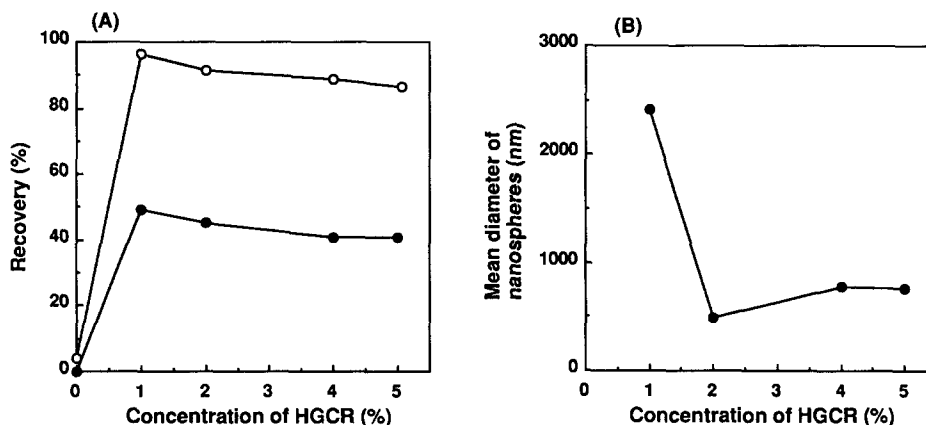 (A)
100
80
60
40
20
0
Recovery (%)
0 1 2 3 4 5
Concentration of HGCR (%)
(B)
3000
2000
1000
0
Mean diameter of
nanospheres (nm)
0 1 2 3 4 5
Concentration of HGCR (%)